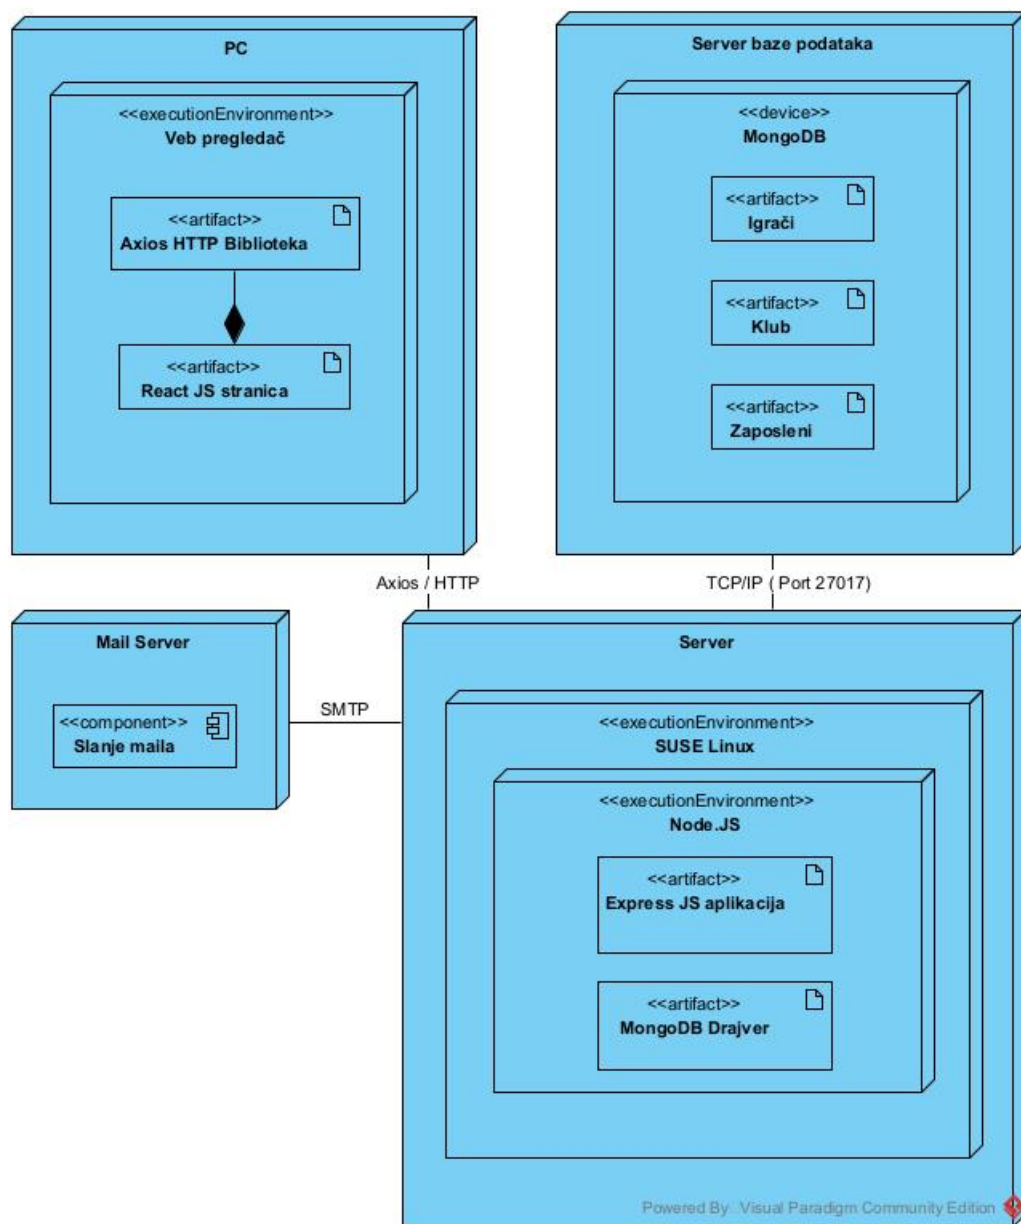 PC
<<executionEnvironment>>
Veb pregledač
<<artifact>>
Axios HTTP Biblioteka
<<artifact>>
React JS stranica
Server baze podataka
<<device>>
MongoDB
<<artifact>>
Igrači
<<artifact>>
Klub
<<artifact>>
Zaposleni
Axios / HTTP
TCP/IP ( Port 27017)
Mail Server
<<component>>
Slanje maila
SMTP
Server
<<executionEnvironment>>
SUSE Linux
<<executionEnvironment>>
Node.JS
<<artifact>>
Express JS aplikacija
<<artifact>>
MongoDB Drajver
Powered By Visual Paradigm Community Edition